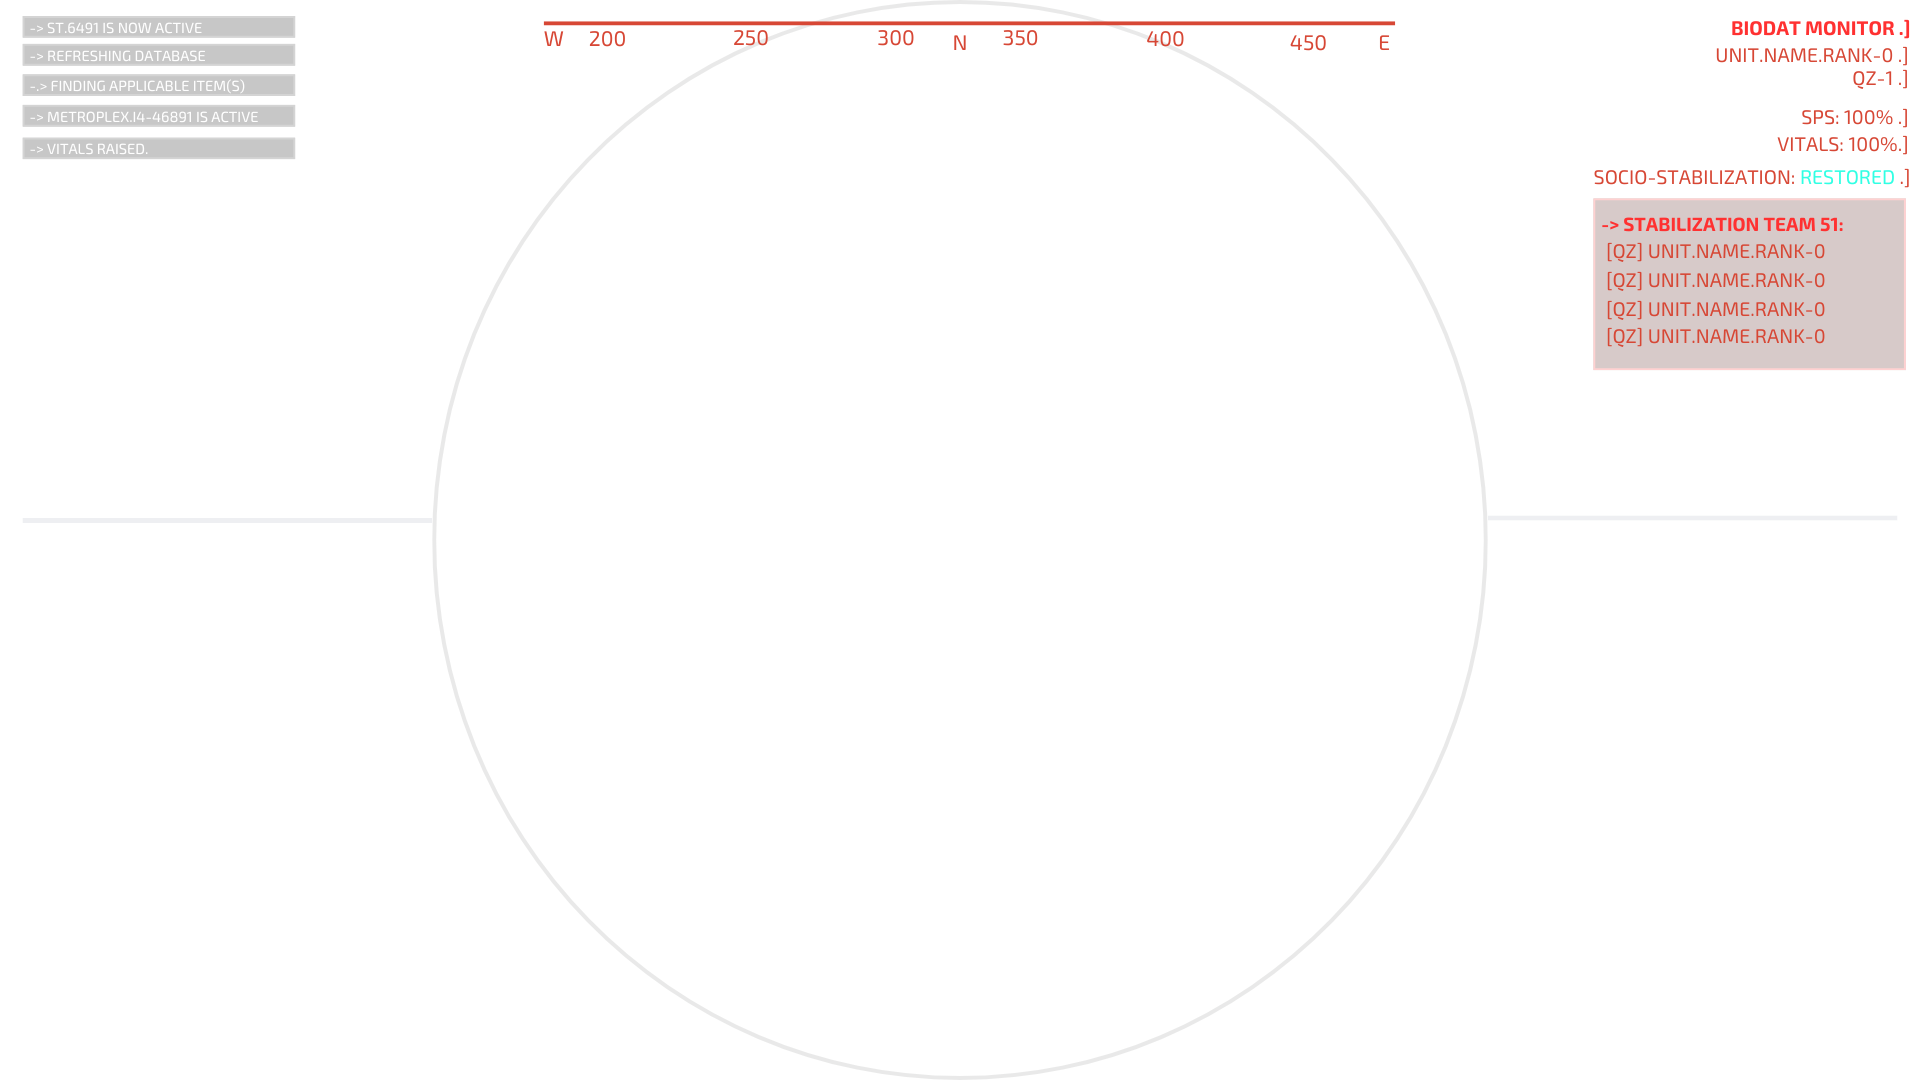 -> ST.6491 IS NOW ACTIVE
-> REFRESHING DATABASE
-.> FINDING APPLICABLE ITEM(S)
-> METROPLEX.I4-46891 IS ACTIVE
-> VITALS RAISED.
W 200 250 300 N 350 400 450 E
BIODAT MONITOR .]
UNIT.NAME.RANK-0 .]
QZ-1 .]
SPS: 100% .]
VITALS: 100%.]
SOCIO-STABILIZATION: RESTORED .]
-> STABILIZATION TEAM 51:
[QZ] UNIT.NAME.RANK-0
[QZ] UNIT.NAME.RANK-0
[QZ] UNIT.NAME.RANK-0
[QZ] UNIT.NAME.RANK-0